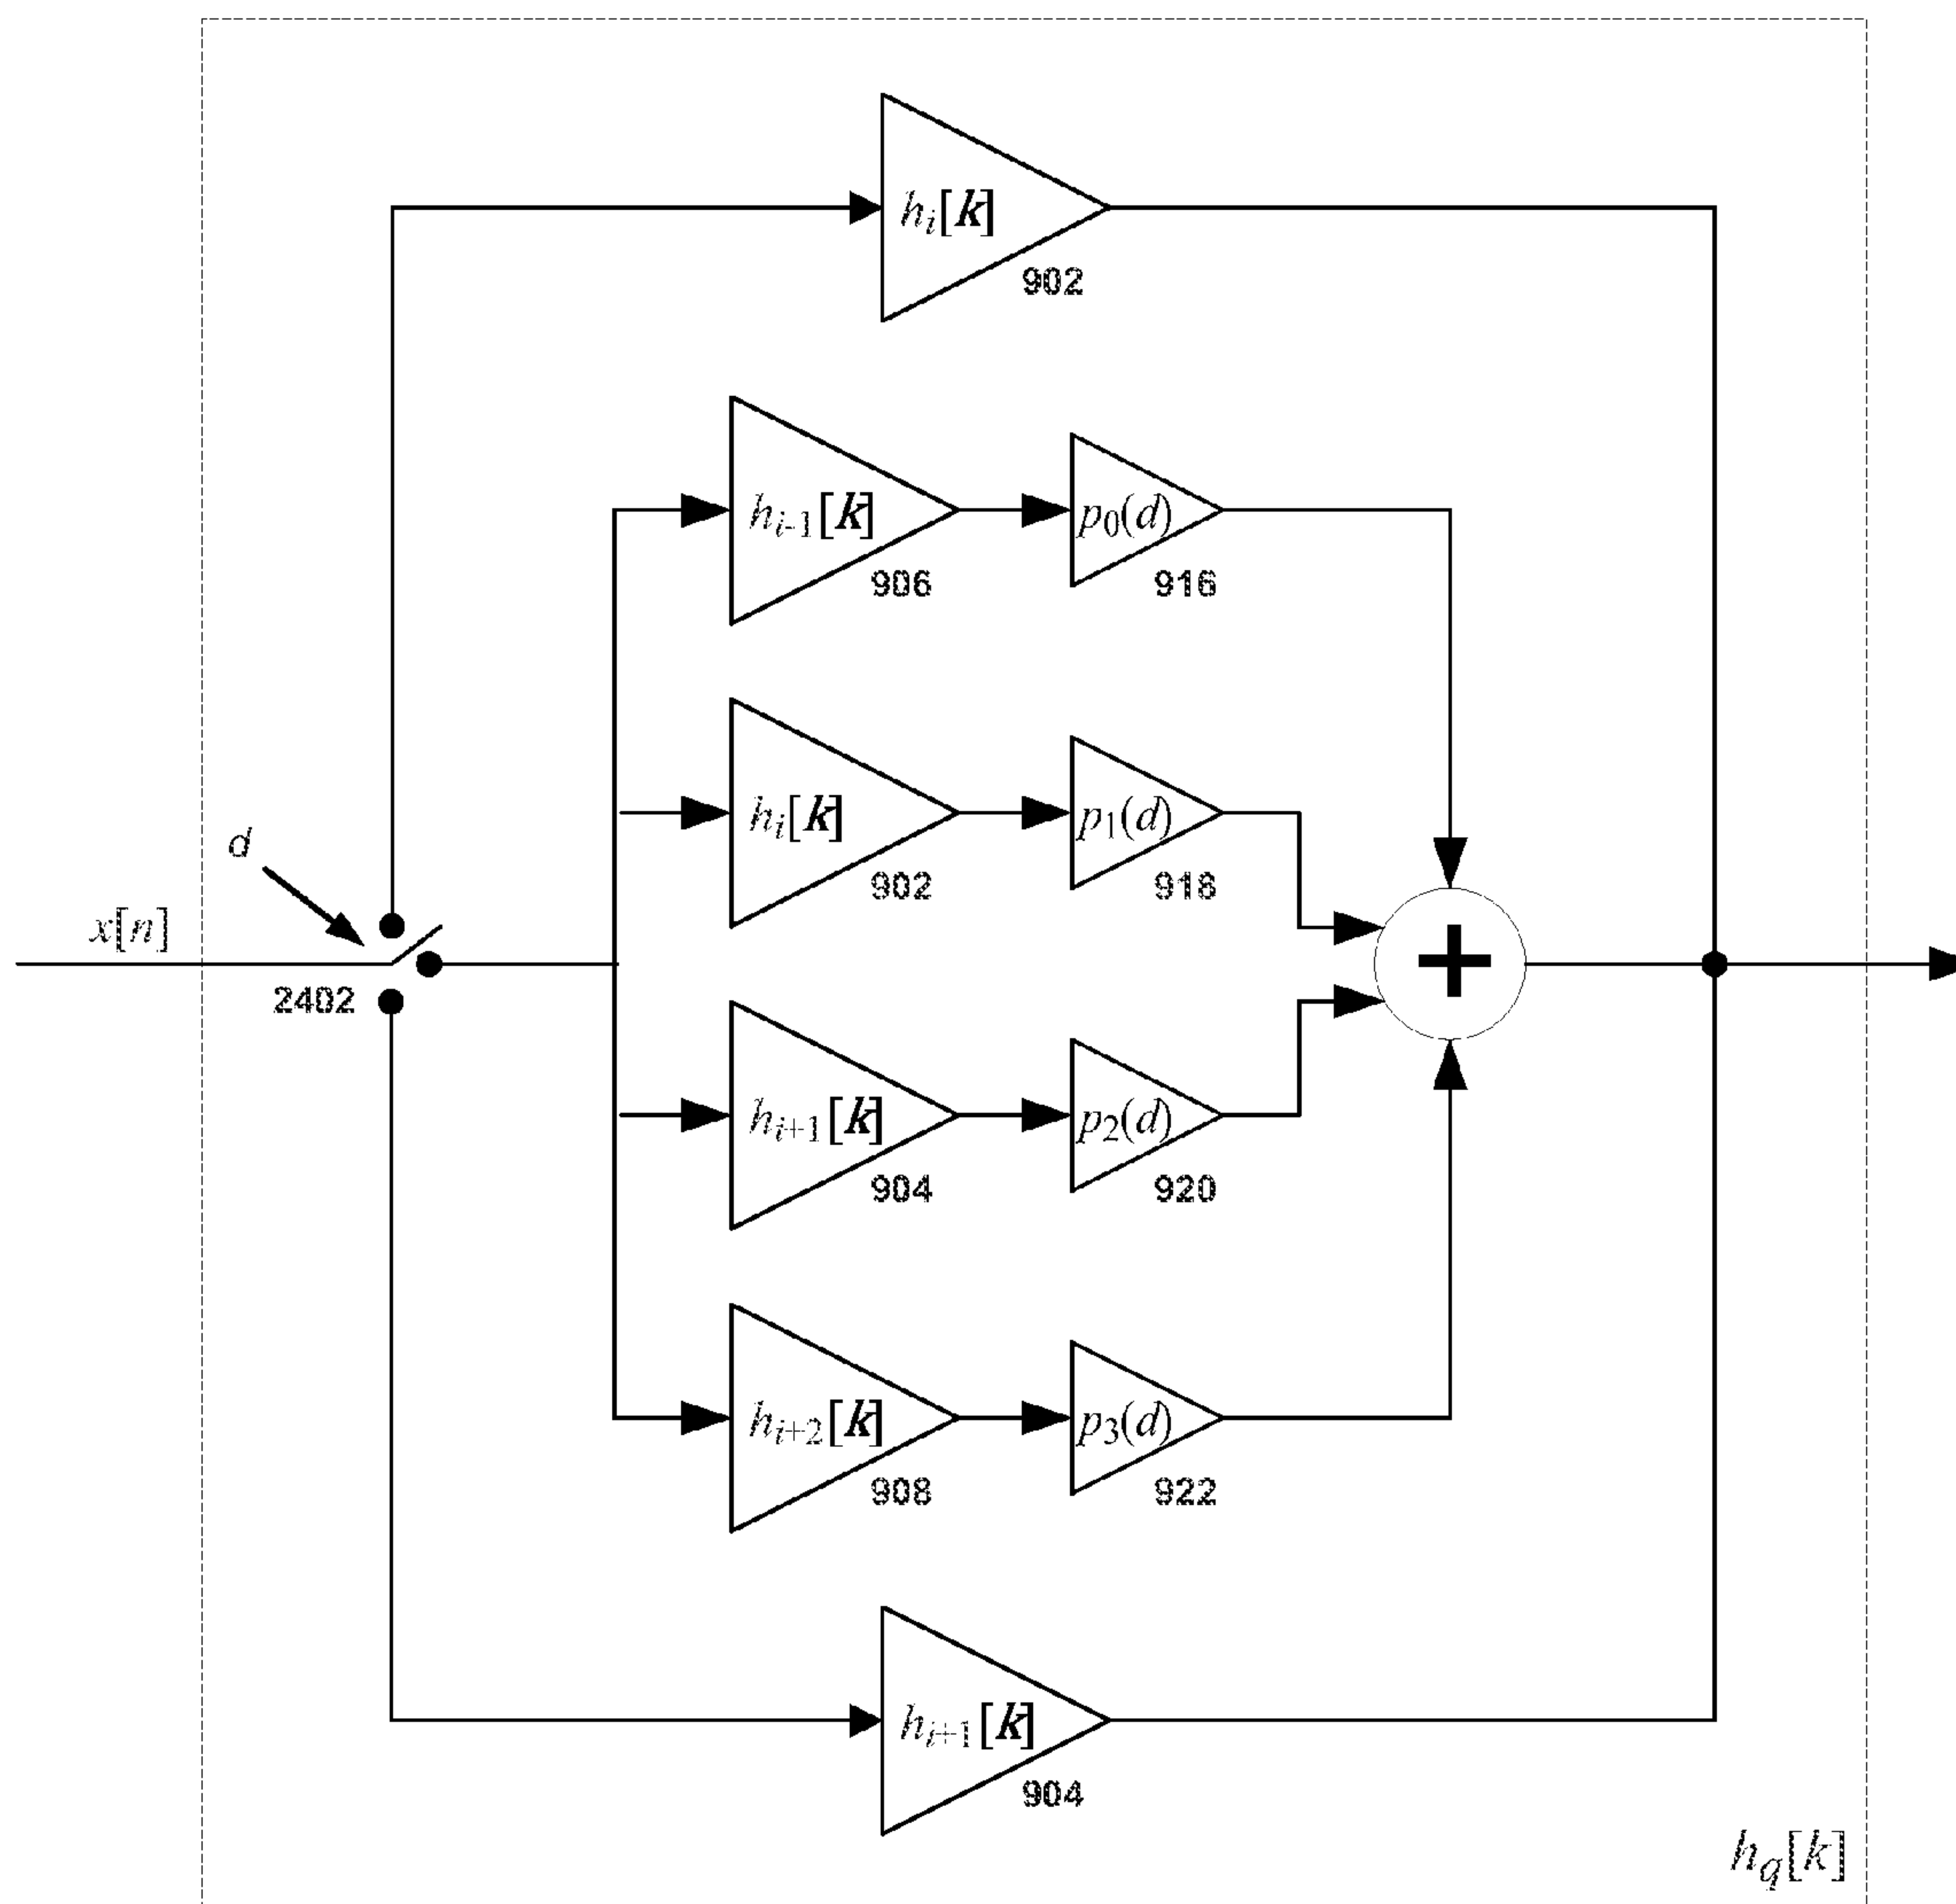 h_i[k]
902
h_{i-1}[k]
p_0(d)
906
916
h_i[k]
p_1(d)
902
918
d
x[n]
+
2402
h_{i+1}[k]
p_2(d)
904
920
h_{i+2}[k]
p_3(d)
908
922
h_{i+1}[k]
904
h_q[k]